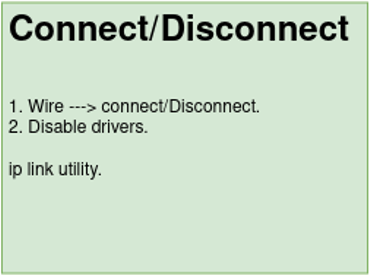 Connect/Disconnect
1. Wire ---> connect/Disconnect.
2. Disable drivers.
ip link utility.